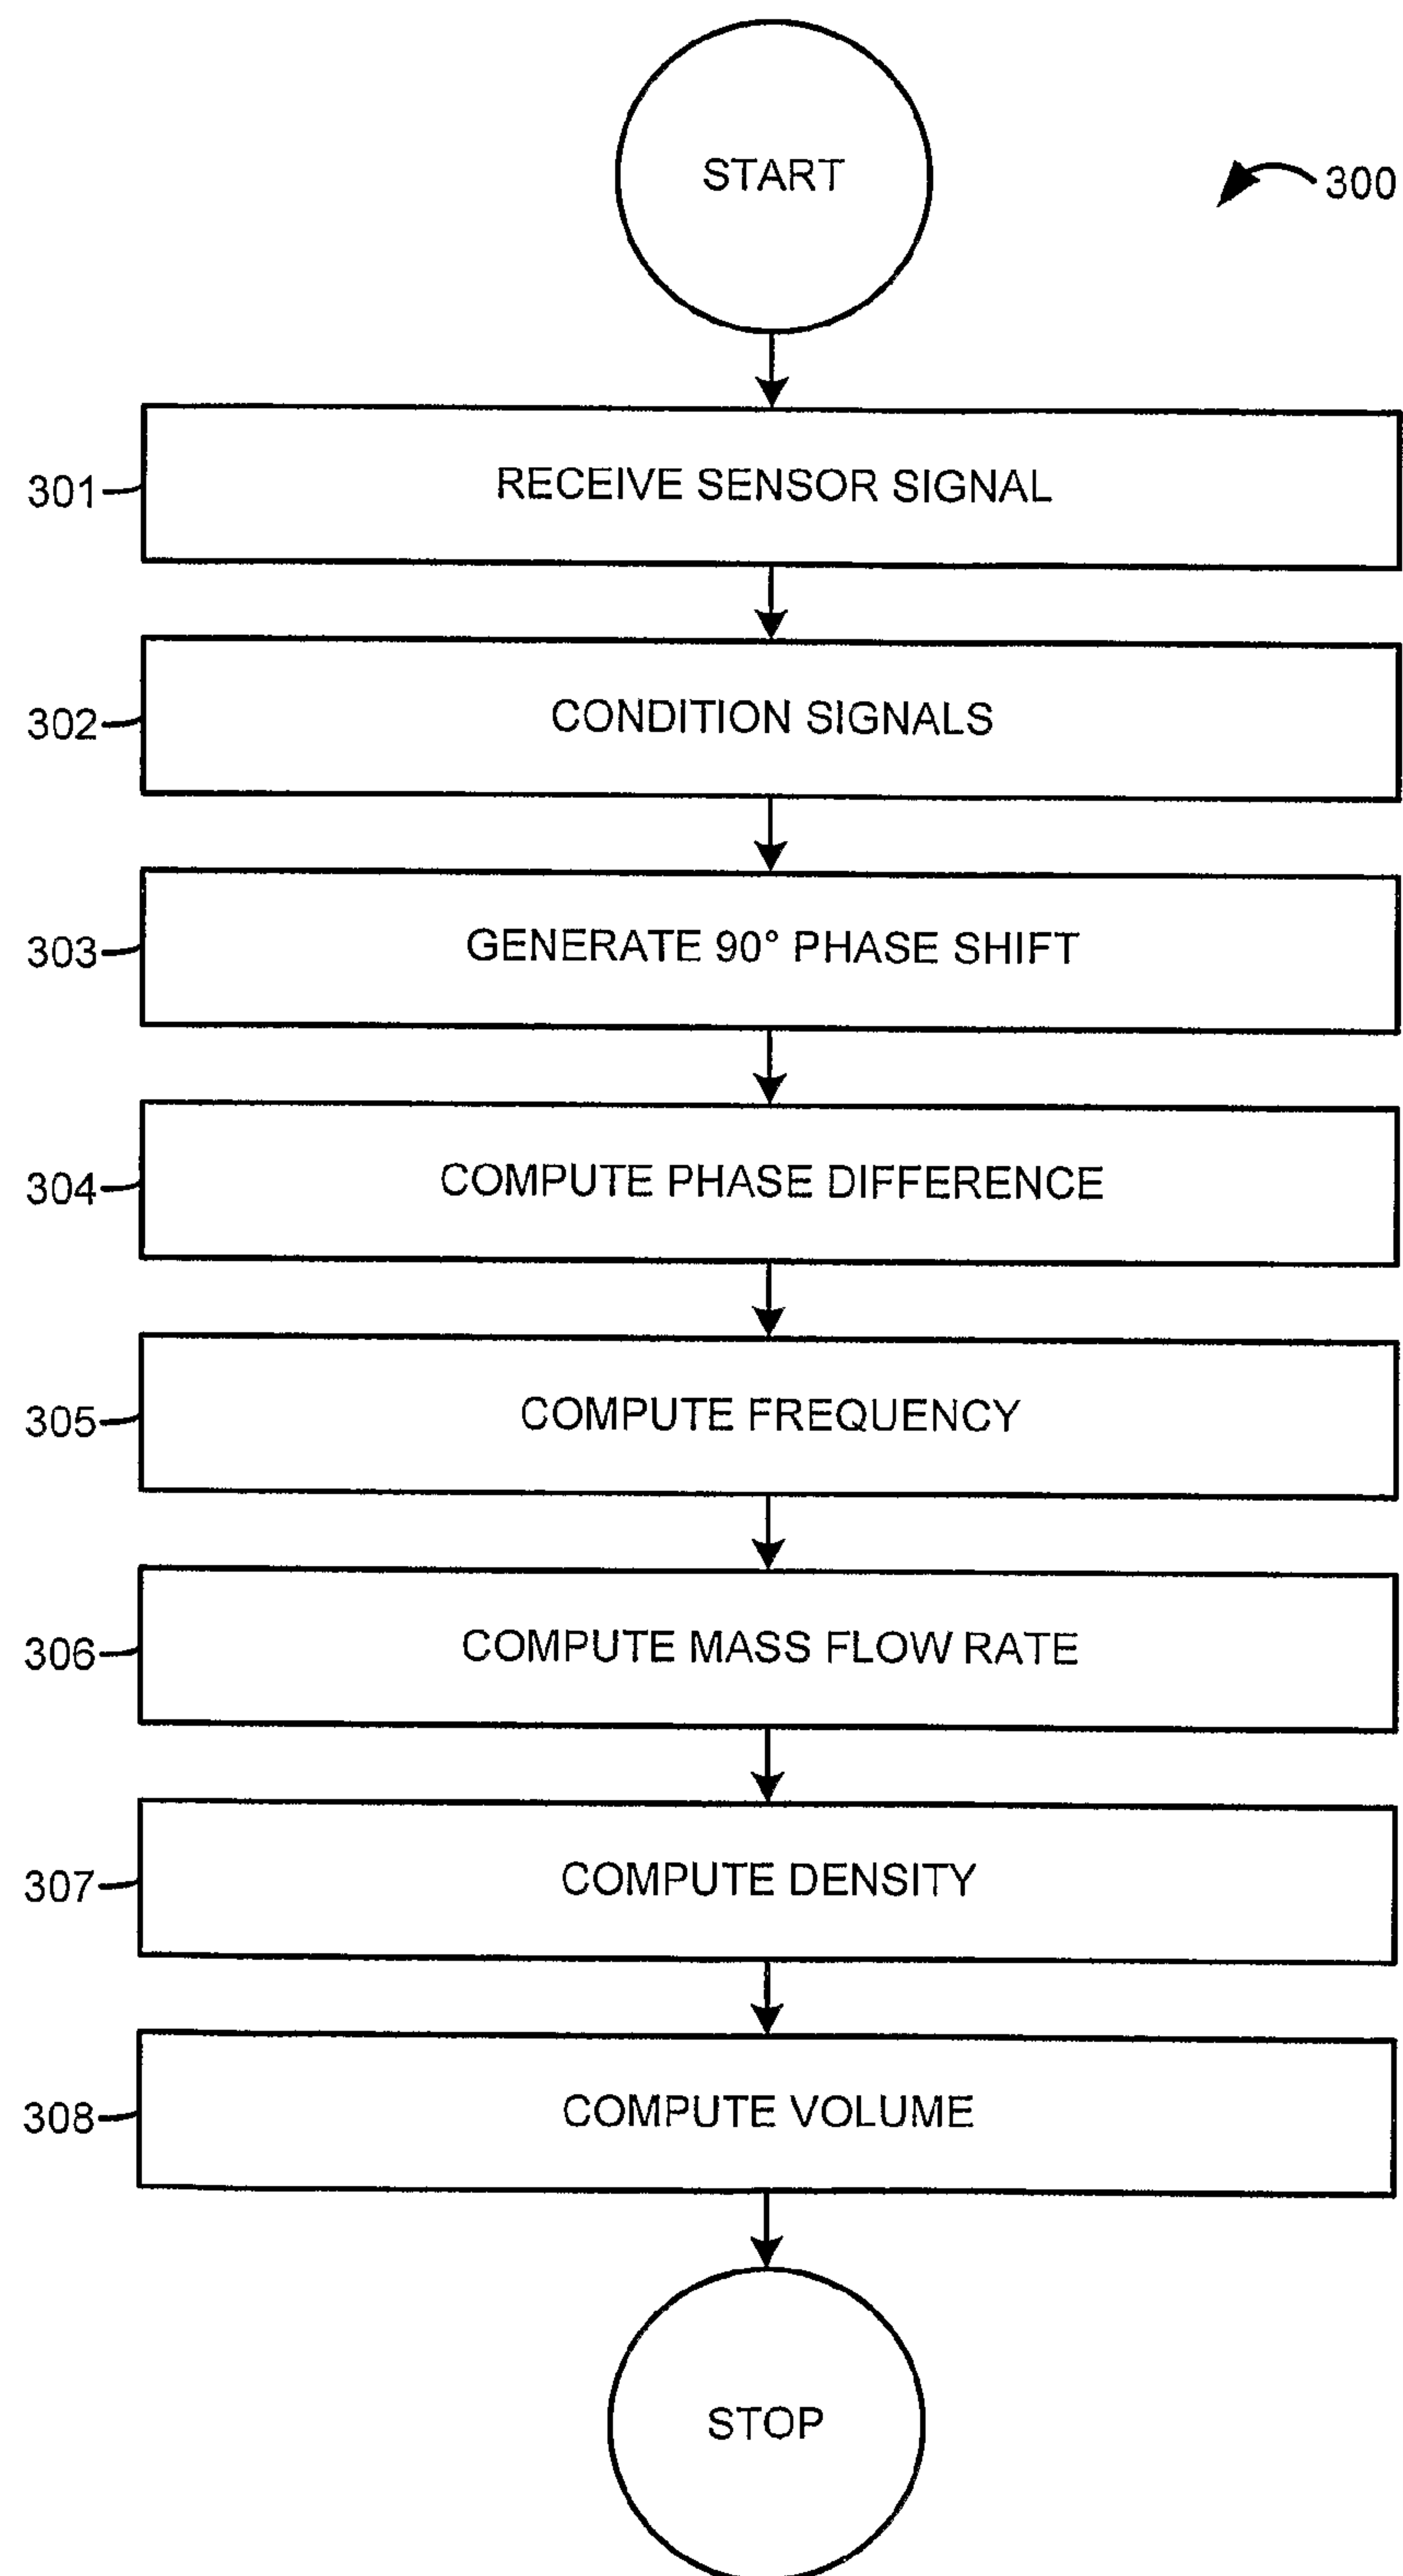 START
300
301
RECEIVE SENSOR SIGNAL
302
CONDITION SIGNALS
303
GENERATE 90° PHASE SHIFT
304
COMPUTE PHASE DIFFERENCE
305
COMPUTE FREQUENCY
306
COMPUTE MASS FLOW RATE
307
COMPUTE DENSITY
308
COMPUTE VOLUME
STOP